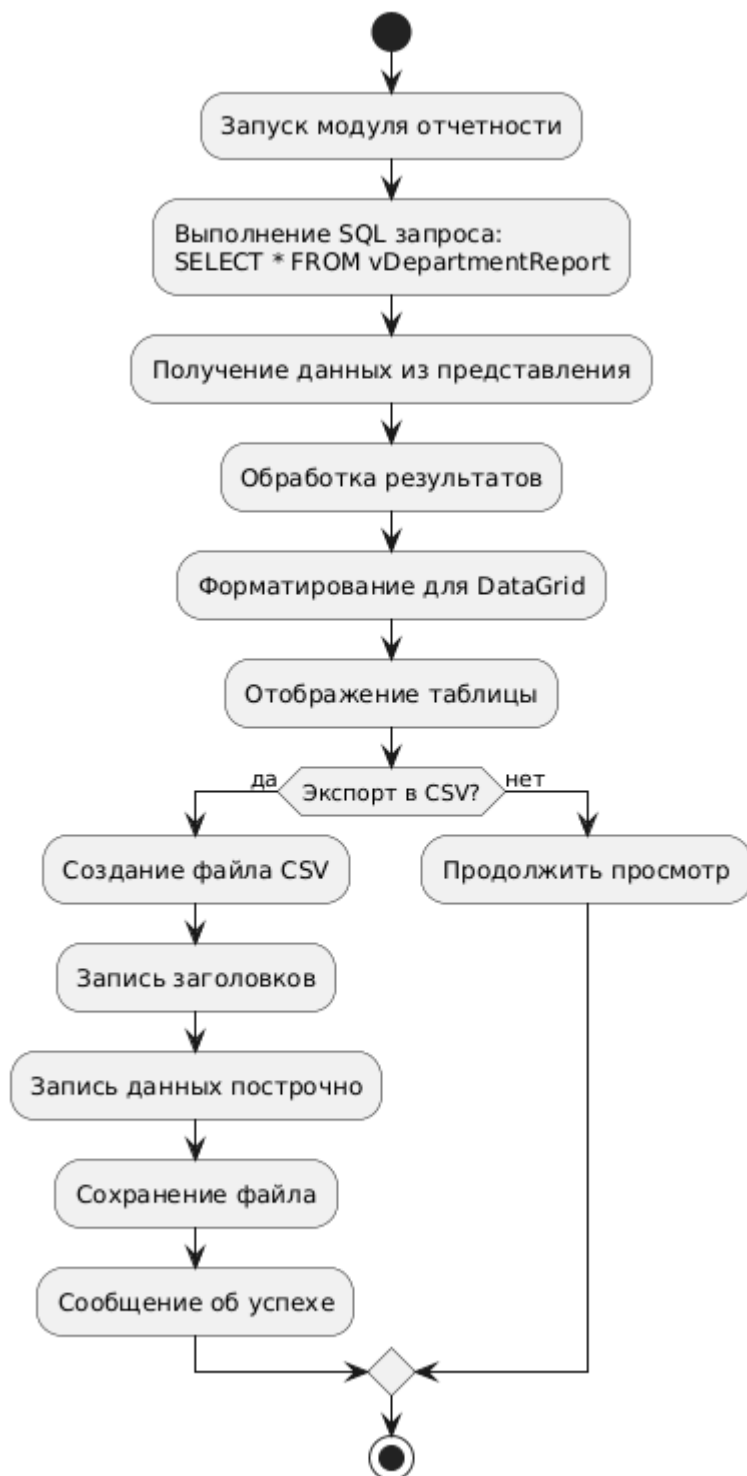 Запуск модуля отчетности
Выполнение SQL запроса:
SELECT * FROM vDepartmentReport
Получение данных из представления
Обработка результатов
Форматирование для DataGrid
Отображение таблицы
да
Экспорт в CSV?
нет
Создание файла CSV
Продолжить просмотр
Запись заголовков
Запись данных построчно
Сохранение файла
Сообщение об успехе